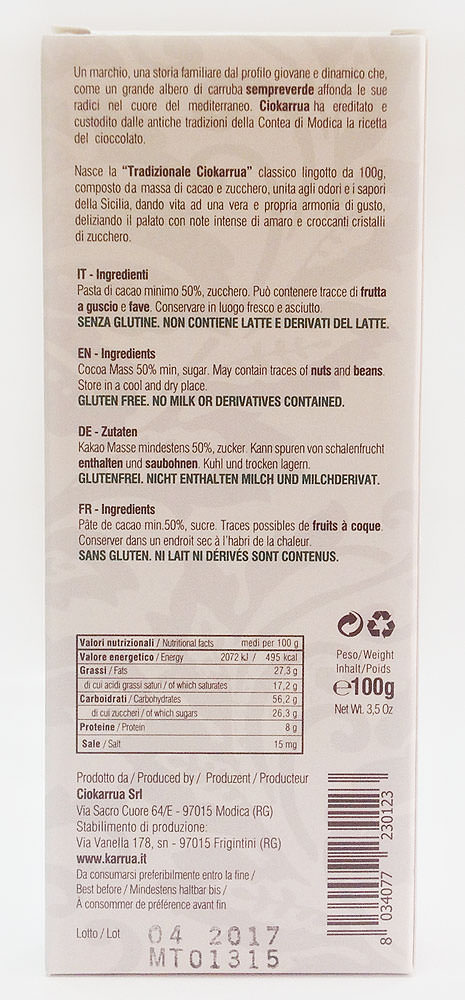 Un marchio, una storia familiare dal profilo giovane e dinamico che,
come un grande albero di carruba sempreverde affonda le sue
radici nel cuore del mediterraneo. Ciokarrua ha ereditato e
custodito dalle antiche tradizioni della Contea di Modica la ricetta
del cioccolato.
Nasce la “Tradizionale Ciokarrua” classico lingotto da 100g,
composto da massa di cacao e zucchero, unita agli odori e i sapori
della Sicilia, dando vita ad una vera e propria armonia di gusto,
deliziando il palato con note intense di amaro e croccanti cristalli
di zucchero.
IT - Ingredienti
Pasta di cacao minimo 50%, zucchero. Può contenere tracce di frutta
a guscio e fave. Conservare in luogo fresco e asciutto.
SENZA GLUTINE. NON CONTIENE LATTE E DERIVATI DEL LATTE.
EN - Ingredients
Cocoa Mass 50% min, sugar. May contain traces of nuts and beans.
Store in a cool and dry place.
GLUTEN FREE. NO MILK OR DERIVATIVES CONTAINED.
DE - Zutaten
Kakao Masse mindestens 50%, zucker. Kann spuren von schalenfrucht
enthalten und saubohnen. Kuhl und trocken lagern.
GLUTENFREI. NICHT ENTHALTEN MILCH UND MILCHDERIVAT.
FR - Ingredients
Pâte de cacao min.50%, sucre. Traces possibles de fruits à coque.
Conserver dans un endroit sec à l'habri de la chaleur.
SANS GLUTEN. NI LAIT NI DÉRIVÉS SONT CONTENUS.
Valori nutrizionali / Nutritional facts medi per 100 g
Valore energetico / Energy 2072 kJ / 495 kcal
Grassi / Fats 27,3 g
di cui acidi grassi saturi / of which saturates 17,2 g
Carboidrati / Carbohydrates 56,2 g
di cui zuccheri / of which sugars 26,3 g
Proteine / Protein 8 g
Sale / Salt 15 mg
Peso/Weight
Inhalt/Poids
℮100g
Net Wt. 3,5 Oz
Prodotto da / Produced by / Produzent / Producteur
Ciokarrua Srl
Via Sacro Cuore 64/E - 97015 Modica (RG)
Stabilimento di produzione:
Via Vanella 178, sn - 97015 Frigintini (RG)
www.karrua.it
Da consumarsi preferibilmente entro la fine /
Best before / Mindestens haltbar bis /
À consommer de préférence avant fin
Lotto / Lot 04 2017
MT01315
8 034077 230123